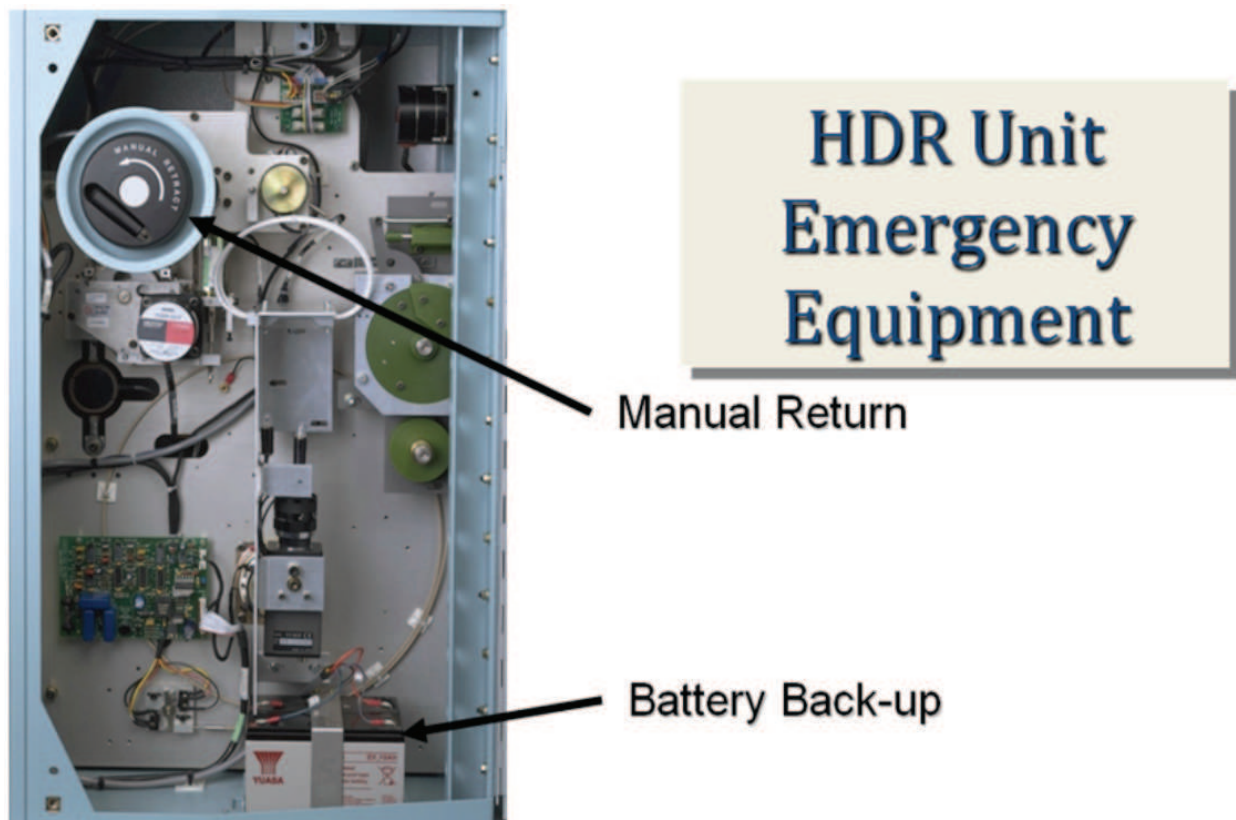 HDR Unit
Emergency
Equipment
MANUAL RETRACT
Manual Return
Battery Back-up
YUASA